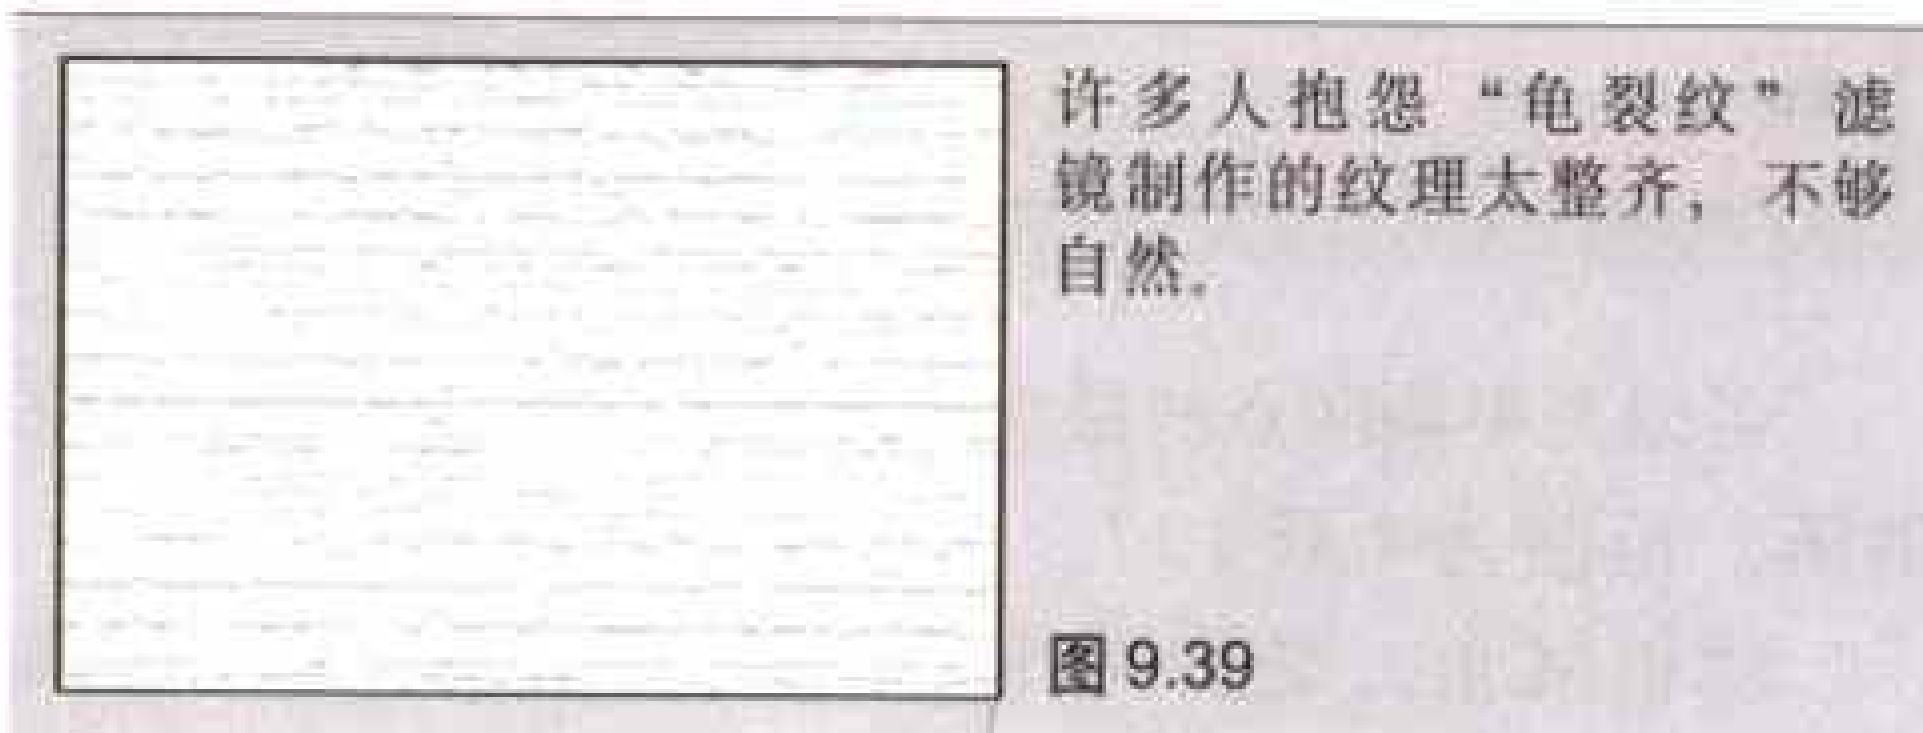 许多人抱怨“龟裂纹”滤
镜制作的纹理太整齐，不够
自然。
图 9.39